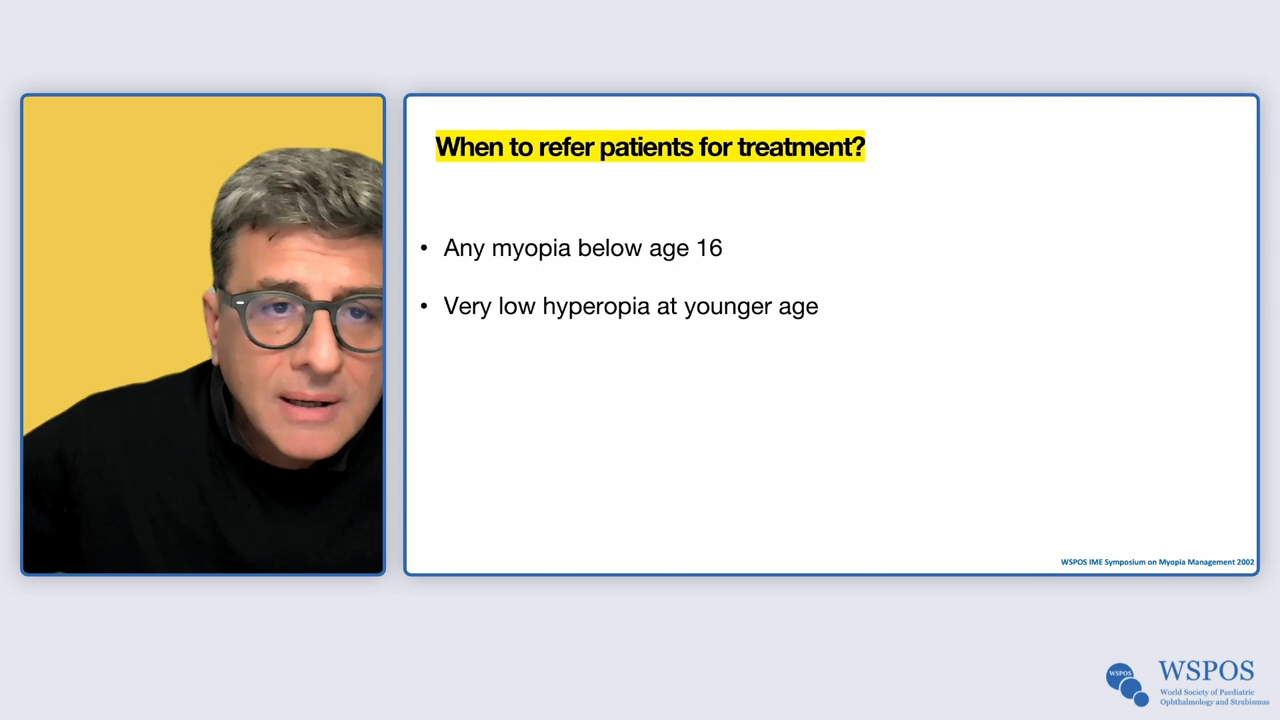 When to refer patients for treatment?
• Any myopia below age 16
• Very low hyperopia at younger age
WSPOS IME Symposium on Myopia Management 2002
WSPOS
WSPOS
World Society of Paediatric
Ophthalmology and Strabismus